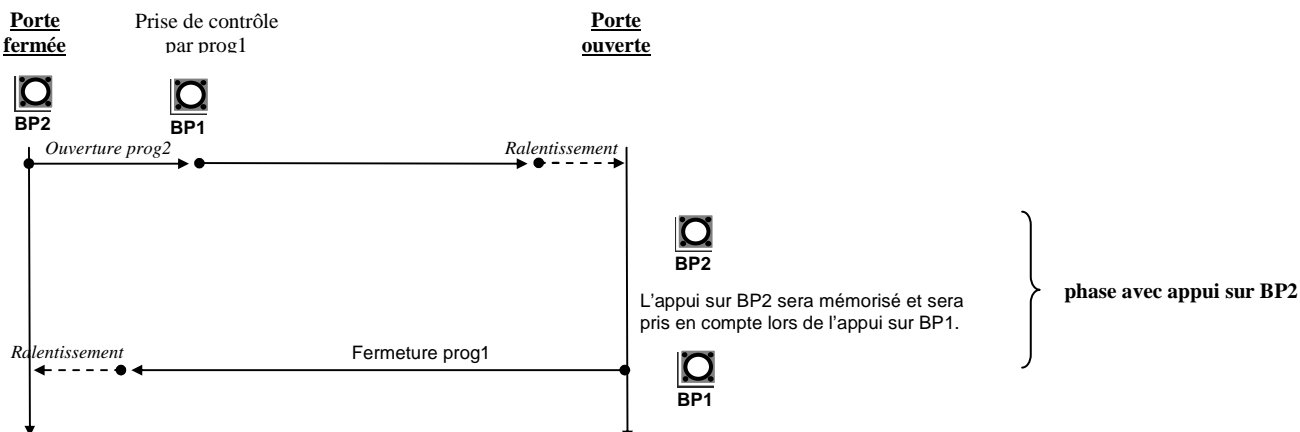 Porte
fermée
Prise de contrôle
par prog1
Porte
ouverte
BP2
BP1
Ouverture prog2
Ralentissement
BP2
phase avec appui sur BP2
L'appui sur BP2 sera mémorisé et sera
pris en compte lors de l'appui sur BP1.
Ralentissement
Fermeture prog1
BP1